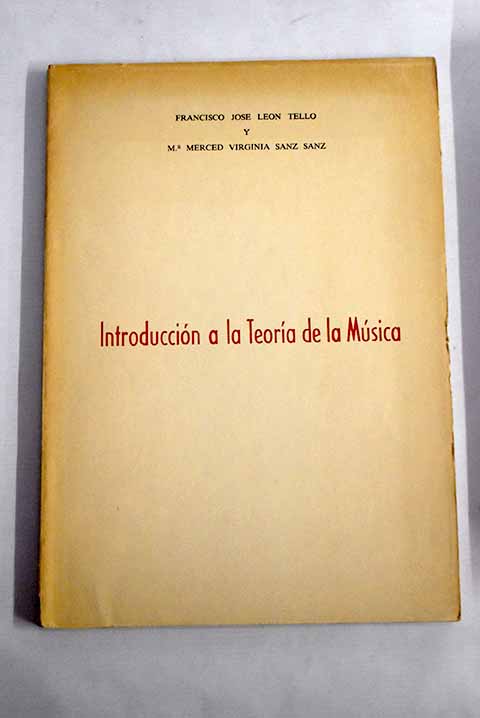 FRANCISCO JOSE LEON TELLO
Y
M.ª MERCED VIRGINIA SANZ SANZ
Introducción a la Teoría de la Música